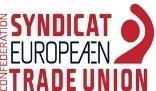 CONFEDERATION
SYNDICAT
EUROPEÆN
TRADE UNION